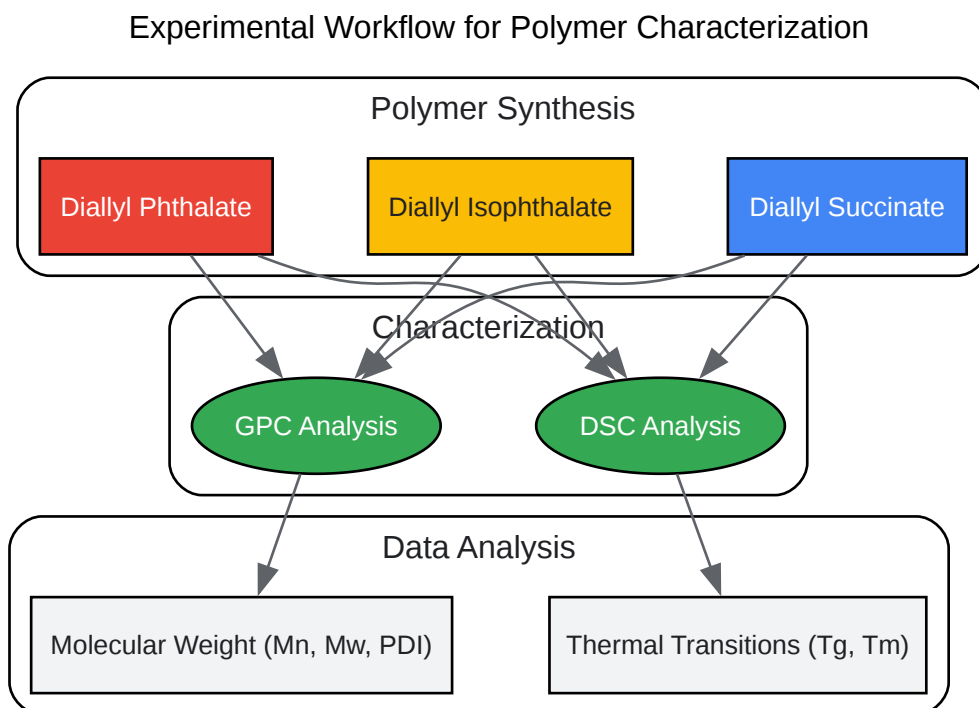 Experimental Workflow for Polymer Characterization
Polymer Synthesis
Diallyl Phthalate
Diallyl Isophthalate
Diallyl Succinate
Characterization
GPC Analysis
DSC Analysis
Data Analysis
Molecular Weight (Mn, Mw, PDI)
Thermal Transitions (Tg, Tm)